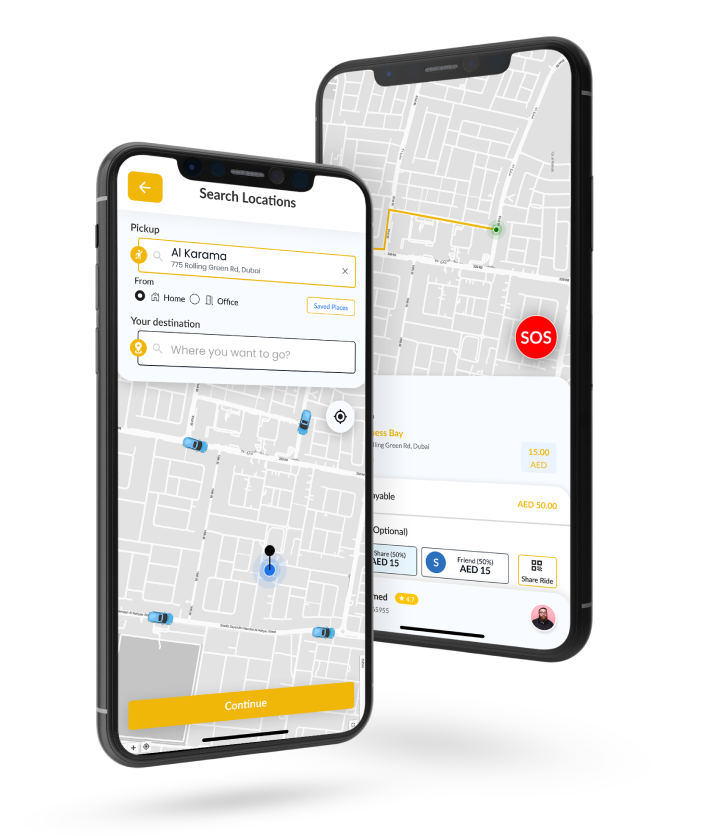 Search Locations
Pickup
Al Karama
775 Rolling Green Rd, Dubai
From
Home
Office
Saved Places
Your destination
Where you want to go?
Continue
SOS
ess Bay
lling Green Rd, Dubai
15.00
AED
yable
AED 50.00
(Optional)
Share (50%)
AED 15
S
Friend (50%)
AED 15
Share Ride
med
4.7
5955